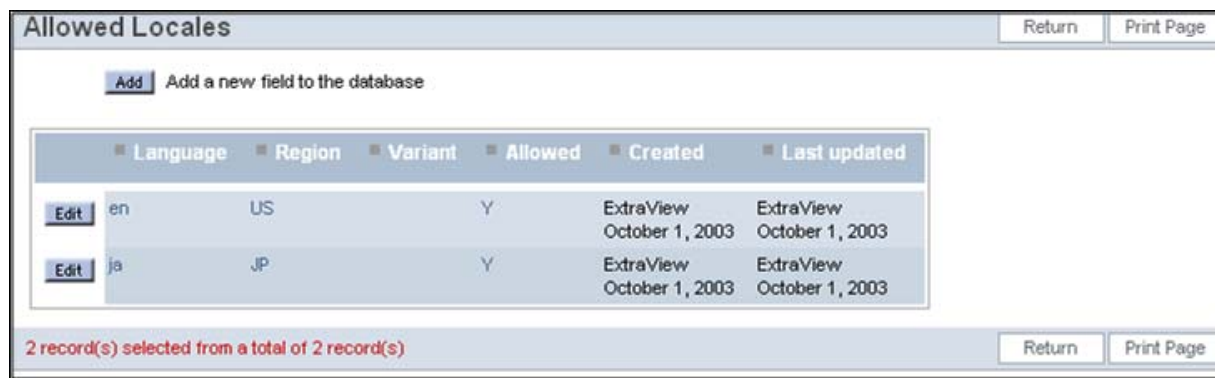 Allowed Locales
Return
Print Page
Add
Add a new field to the database
Language Region Variant Allowed Created Last updated
Edit en US Y ExtraView ExtraView
October 1, 2003 October 1, 2003
Edit ja JP Y ExtraView ExtraView
October 1, 2003 October 1, 2003
2 record(s) selected from a total of 2 record(s)
Return
Print Page